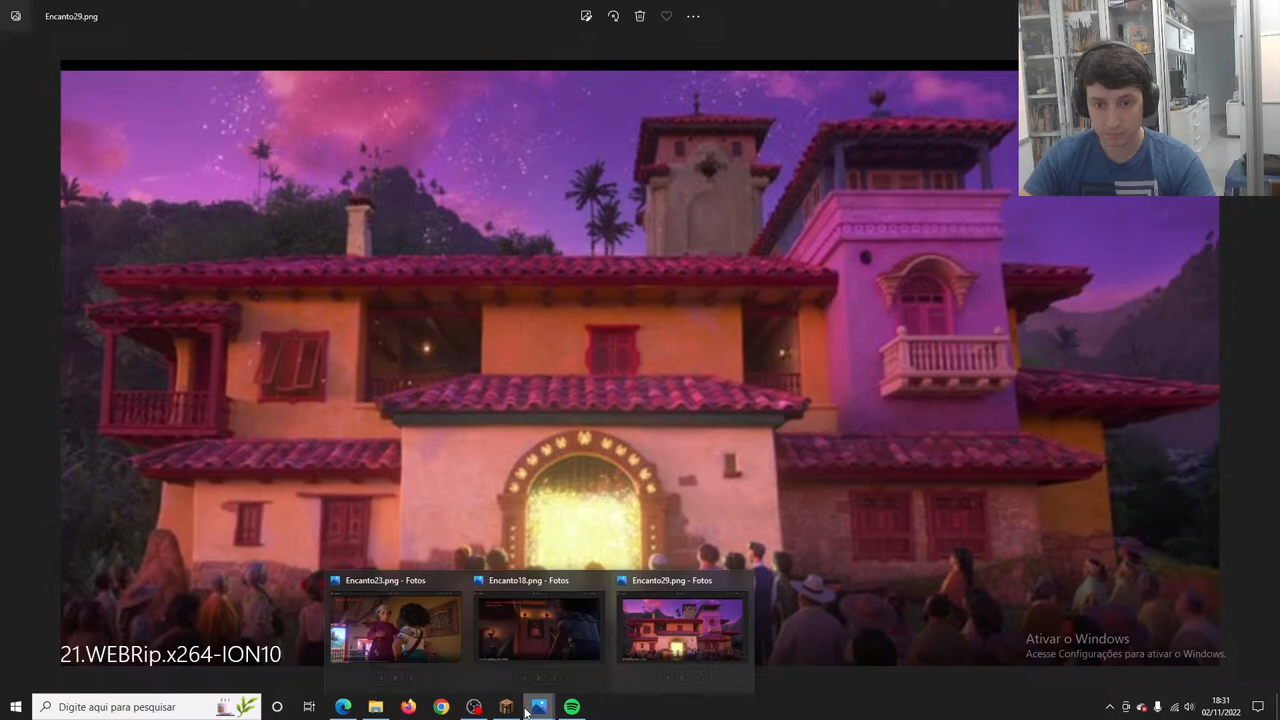 Encanto29.png
21.WEBRip.x264-ION10
Ativar o Windows
Acesse Configurações para ativar o Windows.
Encanto23.png - Fotos
Encanto18.png - Fotos
Encanto29.png - Fotos
Digite aqui para pesquisar
18:31
02/11/2022